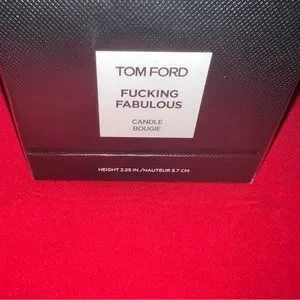 TOM FORD
FUCKING
FABULOUS
CANDLE
BOUGIE
HEIGHT 2.25 IN./HAUTEUR 5.7 CM